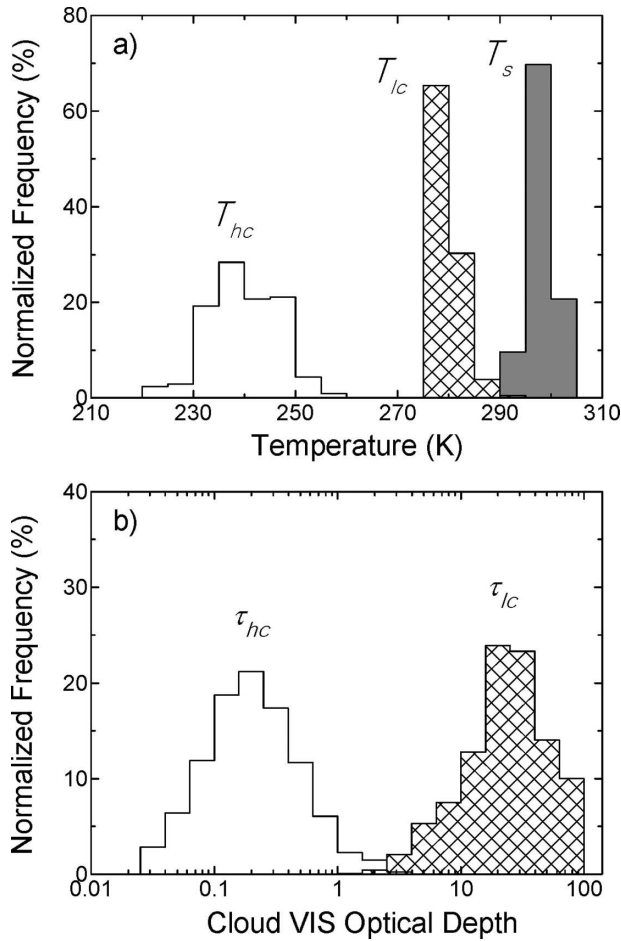 a)
T_hc
T_lc
T_s
Normalized Frequency (%)
80
60
40
20
0
210 230 250 270 290 310
Temperature (K)
b)
τ_hc
τ_lc
Normalized Frequency (%)
40
30
20
10
0
0.01 0.1 1 10 100
Cloud VIS Optical Depth